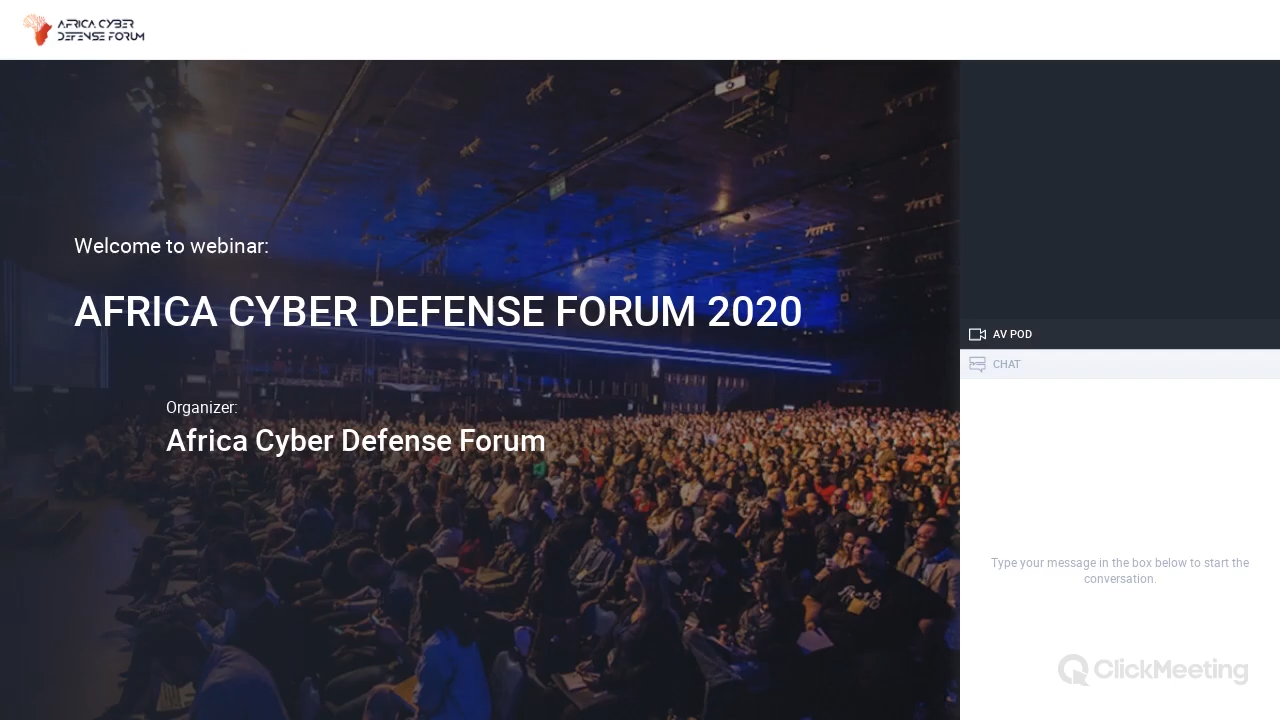 AFRICA CYBER
DEFENSE FORUM
Welcome to webinar:
AFRICA CYBER DEFENSE FORUM 2020
Organizer:
Africa Cyber Defense Forum
AV POD
CHAT
Type your message in the box below to start the
conversation.
ClickMeeting